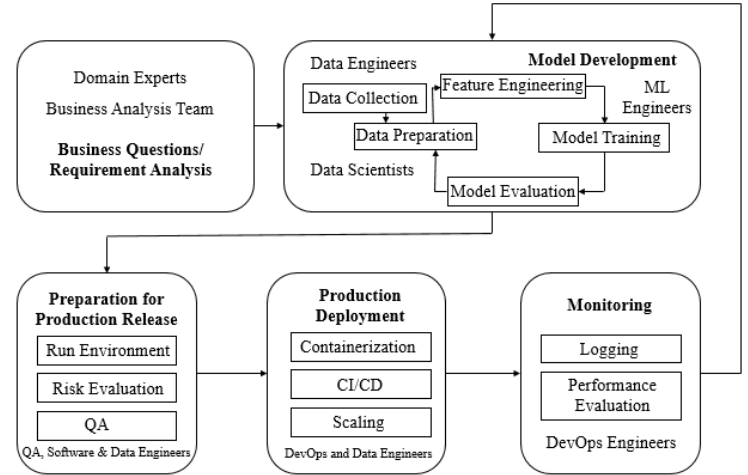 Domain Experts
Business Analysis Team
Business Questions/
Requirement Analysis
Data Engineers
Model Development
Data Collection
Feature Engineering
ML
Engineers
Data Preparation
Model Training
Data Scientists
Model Evaluation
Preparation for
Production Release
Run Environment
Risk Evaluation
QA
QA, Software & Data Engineers
Production
Deployment
Containerization
CI/CD
Scaling
DevOps and Data Engineers
Monitoring
Logging
Performance
Evaluation
DevOps Engineers